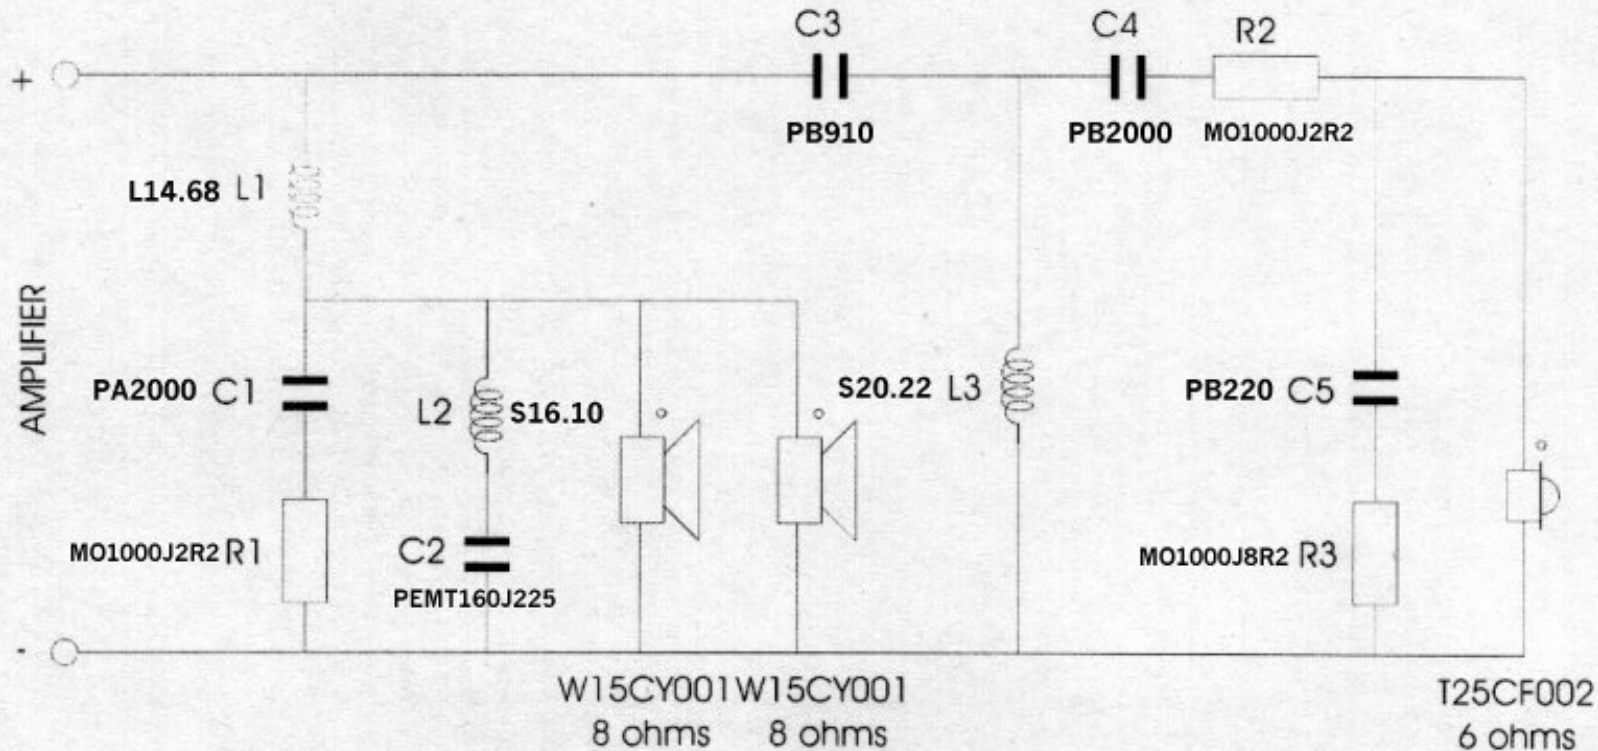 C3
C4
R2
+
PB910
PB2000
MO1000J2R2
L14.68 L1
AMPLIFIER
PA2000 C1
L2 S16.10
S20.22 L3
PB220 C5
MO1000J2R2 R1
C2
PEMT160J225
MO1000J8R2 R3
-
W15CY001 W15CY001
8 ohms 8 ohms
T25CF002
6 ohms